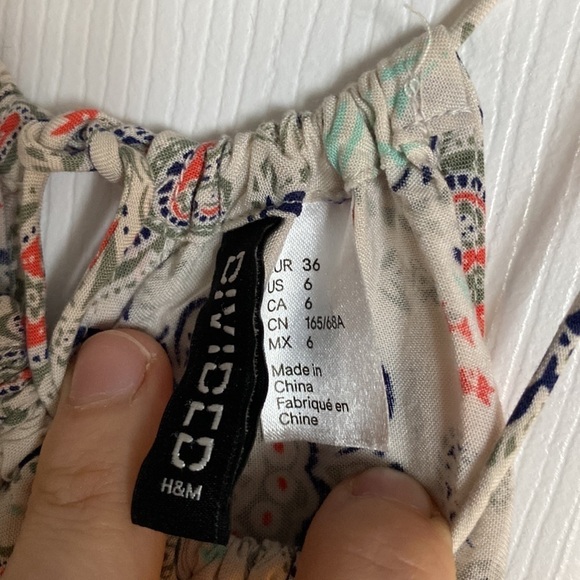 DIVIDED
H&M
EUR 36
US 6
CA 6
CN 165/68A
MX 6
Made in
China
Fabriqué en
Chine